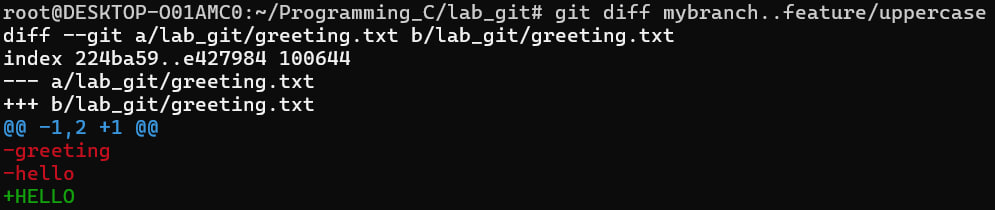 root@DESKTOP-O01AMC0:~/Programming_C/lab_git# git diff mybranch..feature/uppercase
diff --git a/lab_git/greeting.txt b/lab_git/greeting.txt
index 224ba59..e427984 100644
--- a/lab_git/greeting.txt
+++ b/lab_git/greeting.txt
@@ -1,2 +1 @@
-greeting
-hello
+HELLO